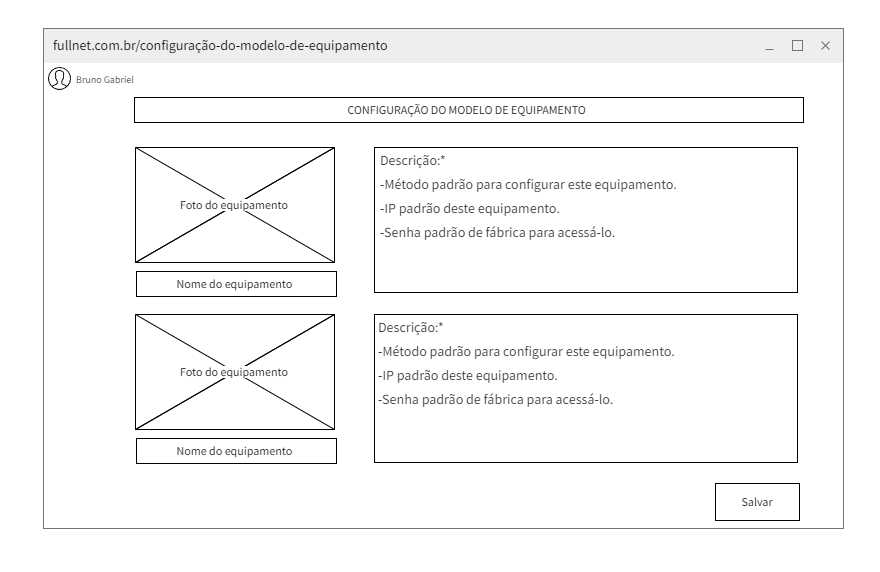 fullnet.com.br/configuração-do-modelo-de-equipamento
Bruno Gabriel
CONFIGURAÇÃO DO MODELO DE EQUIPAMENTO
Foto do equipamento
Nome do equipamento
Descrição:*
-Método padrão para configurar este equipamento.
-IP padrão deste equipamento.
-Senha padrão de fábrica para acessá-lo.
Foto do equipamento
Nome do equipamento
Descrição:*
-Método padrão para configurar este equipamento.
-IP padrão deste equipamento.
-Senha padrão de fábrica para acessá-lo.
Salvar